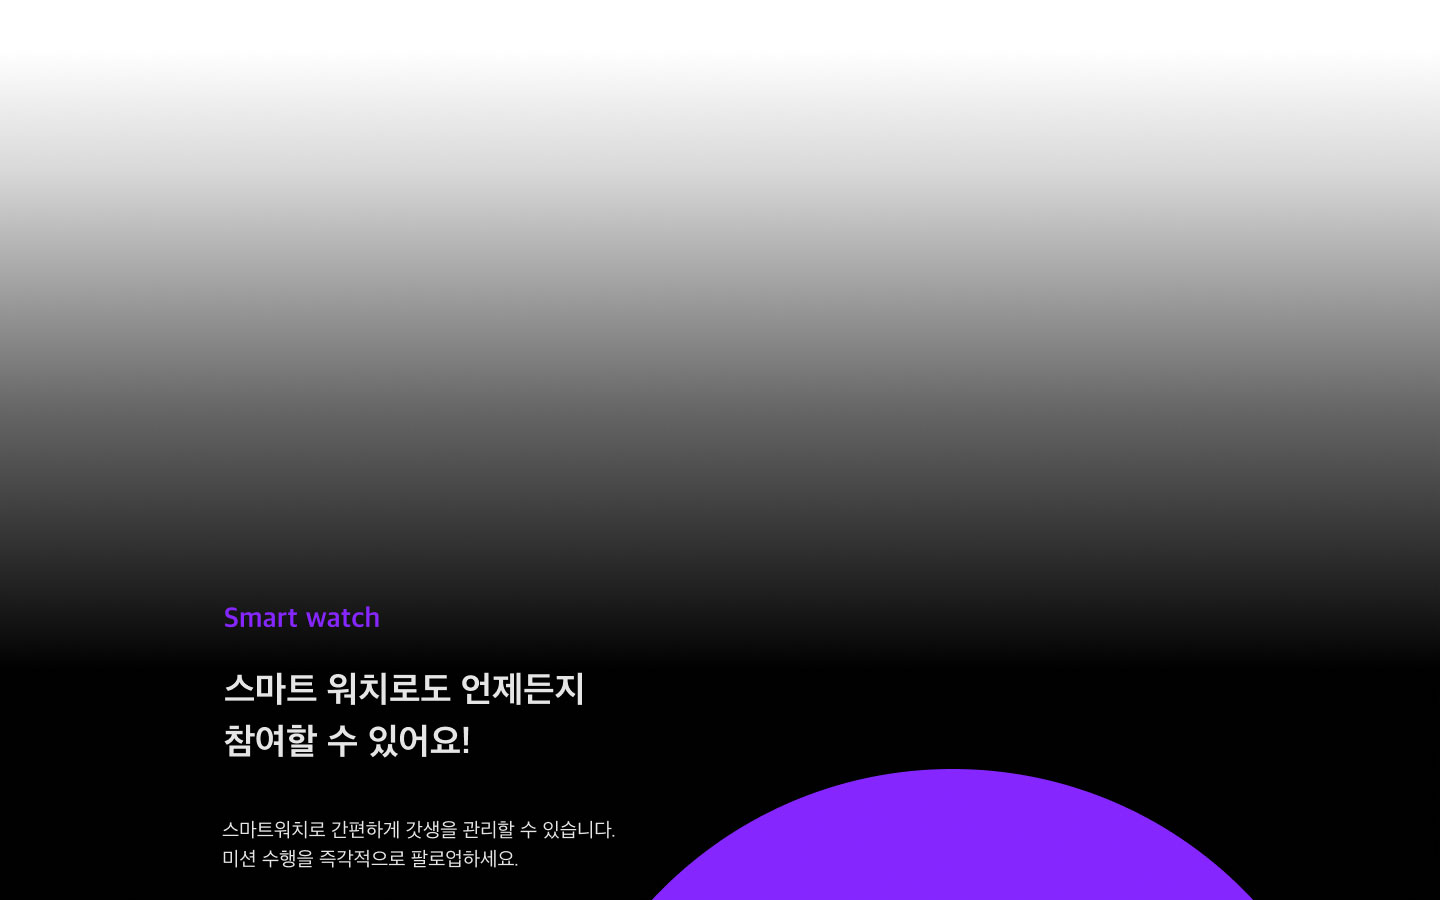 Smart watch
스마트 워치로도 언제든지
참여할 수 있어요!
스마트워치로 간편하게 갓생을 관리할 수 있습니다.
미션 수행을 즉각적으로 팔로업하세요.